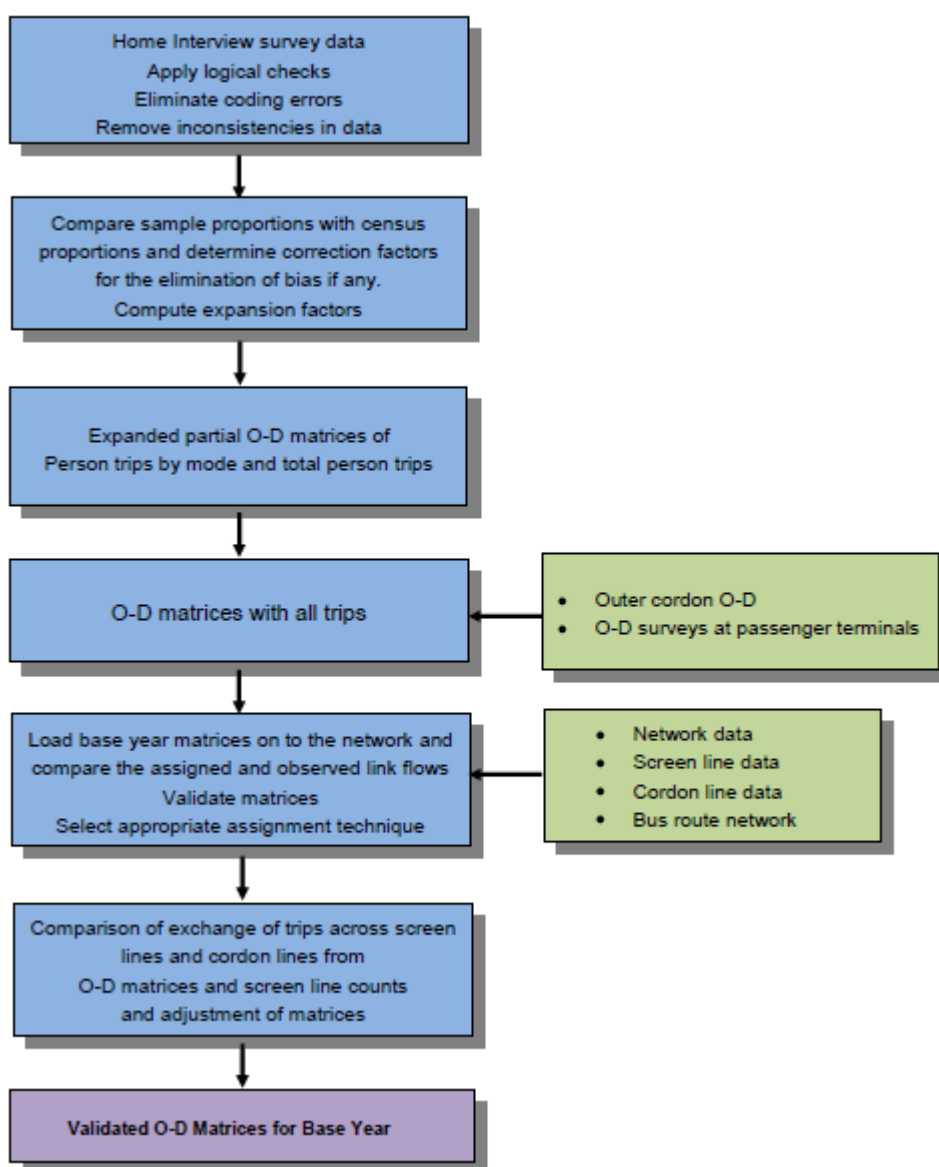 Home Interview survey data
Apply logical checks
Eliminate coding errors
Remove inconsistencies in data
Compare sample proportions with census
proportions and determine correction factors
for the elimination of bias if any.
Compute expansion factors
Expanded partial O-D matrices of
Person trips by mode and total person trips
O-D matrices with all trips
• Outer cordon O-D
• O-D surveys at passenger terminals
Load base year matrices on to the network and
compare the assigned and observed link flows
Validate matrices
Select appropriate assignment technique
• Network data
• Screen line data
• Cordon line data
• Bus route network
Comparison of exchange of trips across screen
lines and cordon lines from
O-D matrices and screen line counts
and adjustment of matrices
Validated O-D Matrices for Base Year